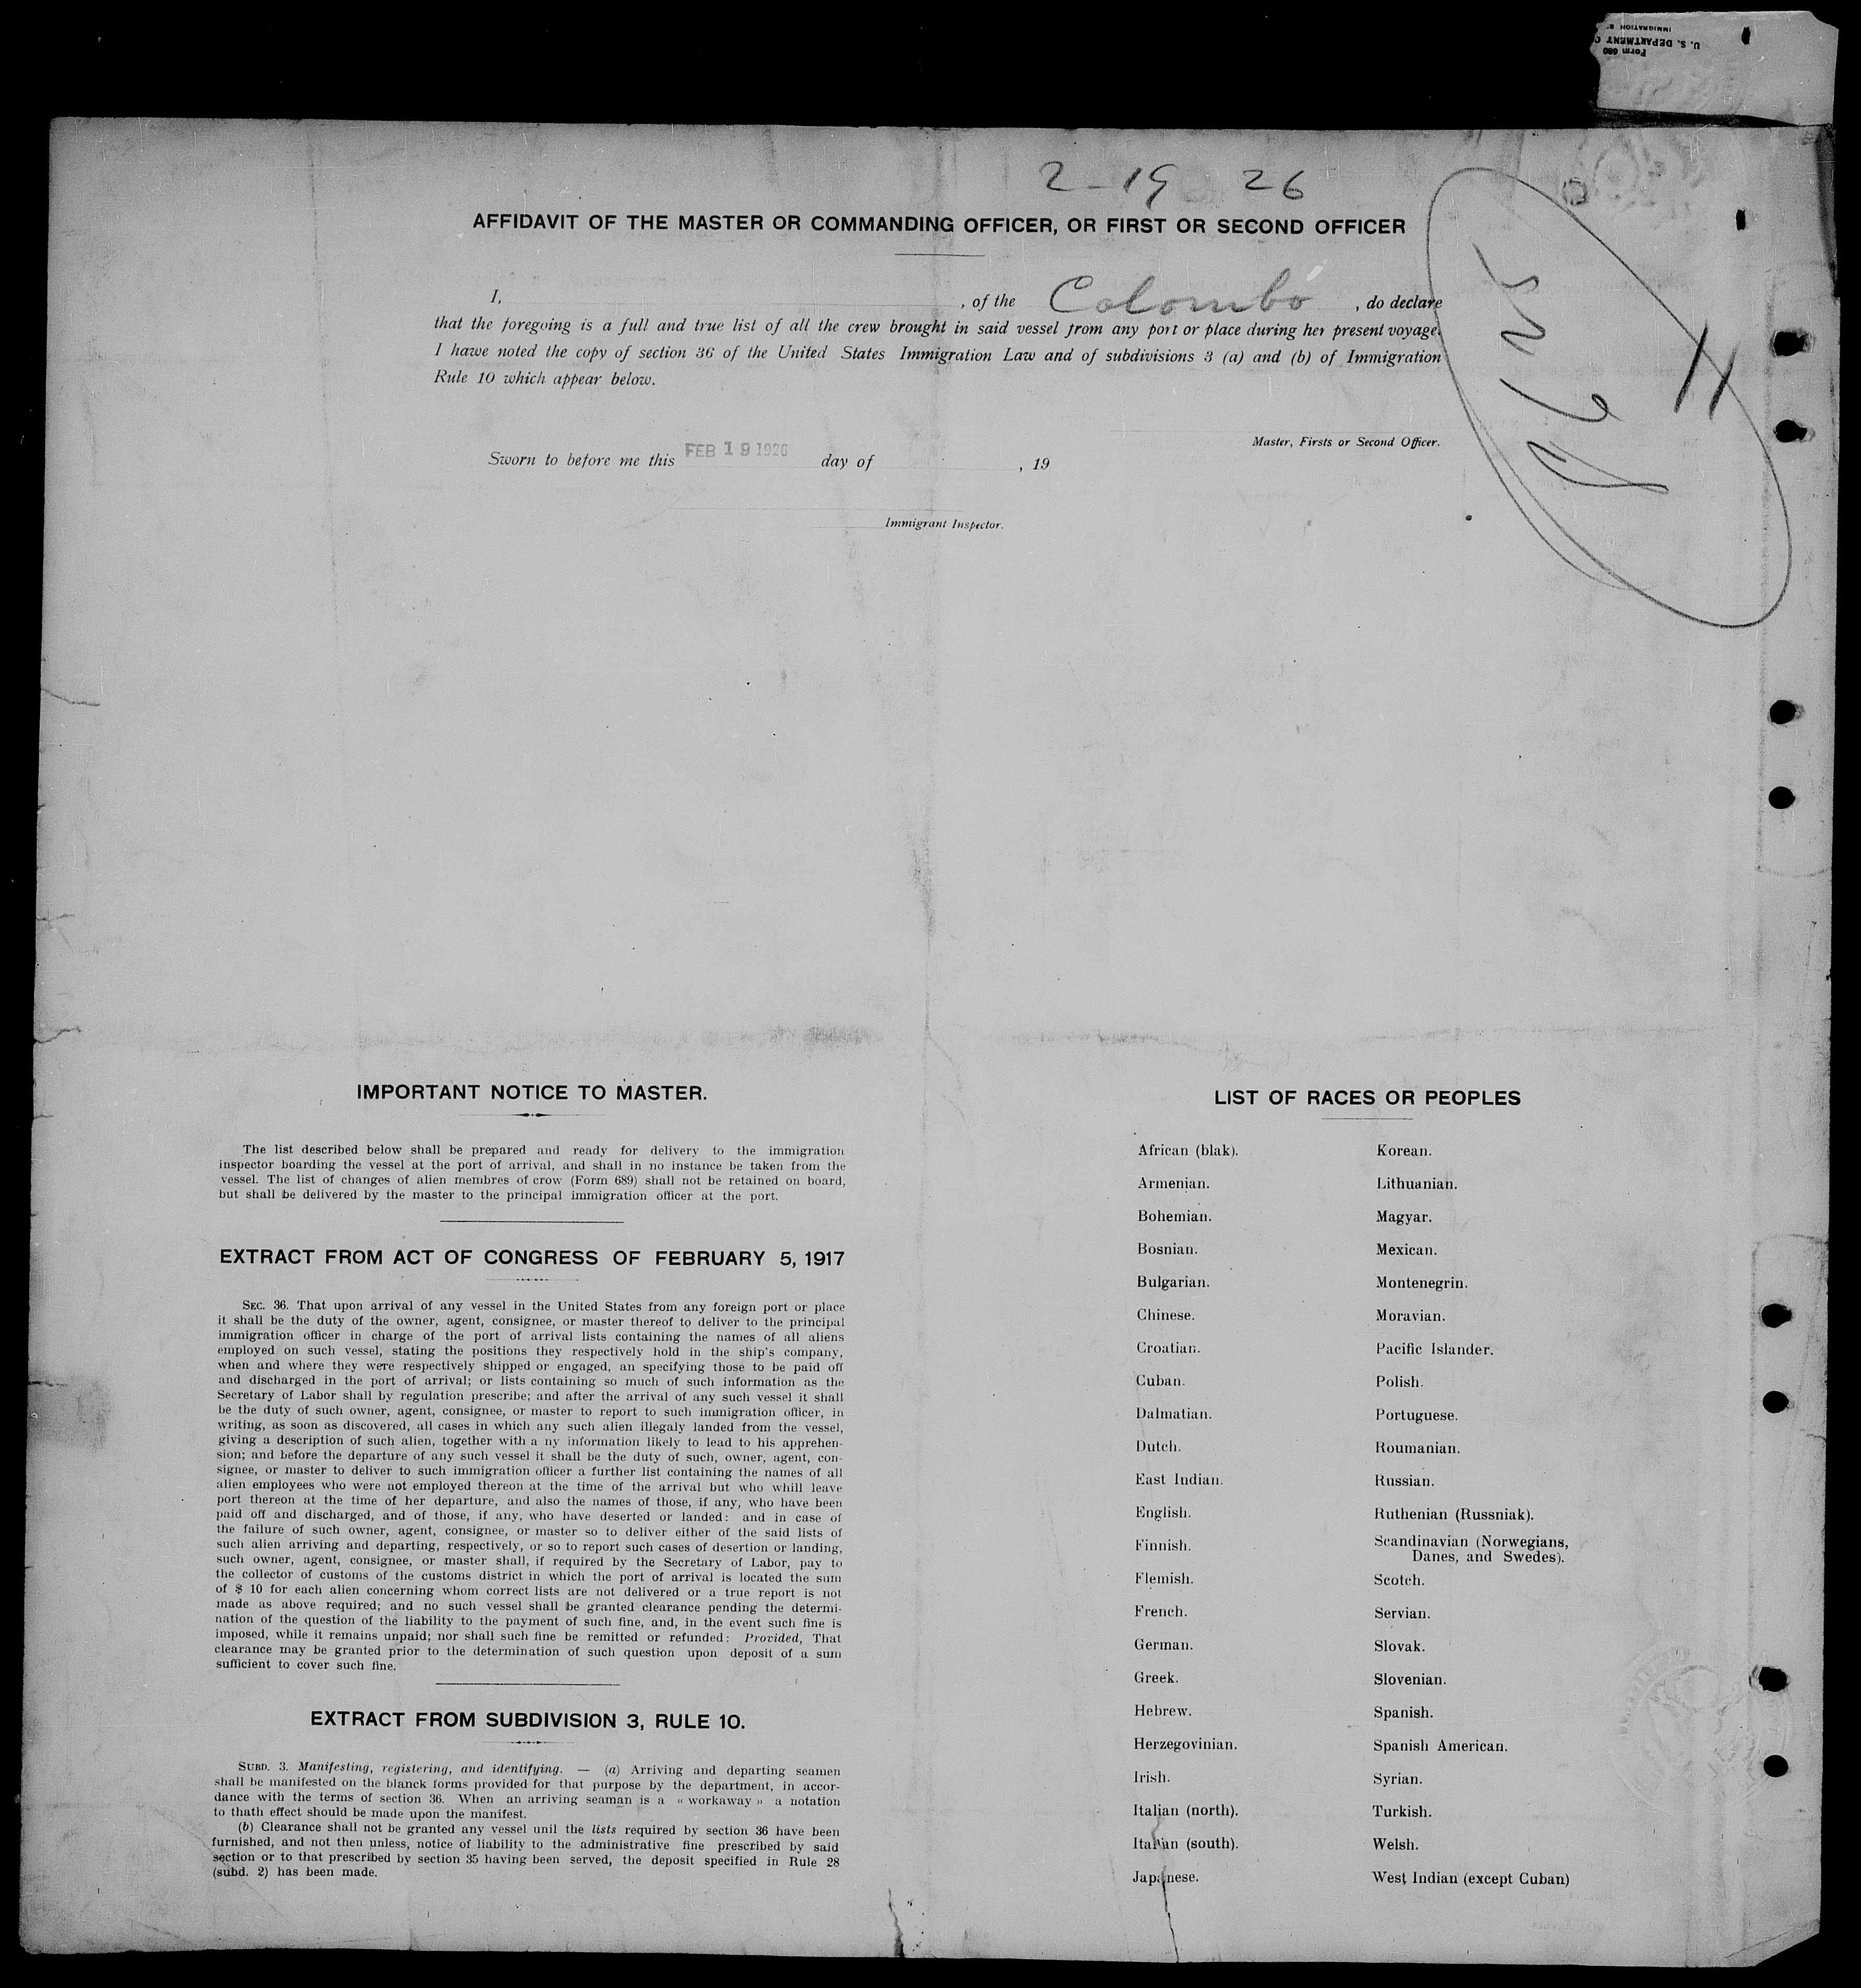 Form 680
U. S. DEPARTMENT
IMMIGRATION
2-19 26
AFFIDAVIT OF THE MASTER OR COMMANDING OFFICER, OR FIRST OR SECOND OFFICER
I, , of the Colombo , do declare
that the foregoing is a full and true list of all the crew brought in said vessel from any port or place during her present voyage.
I hawe noted the copy of section 36 of the United States Immigration Law and of subdivisions 3 (a) and (b) of Immigration
Rule 10 which appear below.
Master, Firsts or Second Officer.
Sworn to before me this FEB 19 1926 day of , 19
Immigrant Inspector.
IMPORTANT NOTICE TO MASTER.
The list described below shall be prepared and ready for delivery to the immigration
inspector boarding the vessel at the port of arrival, and shall in no instance be taken from the
vessel. The list of changes of alien membres of crow (Form 689) shall not be retained on board,
but shall be delivered by the master to the principal immigration officer at the port.
EXTRACT FROM ACT OF CONGRESS OF FEBRUARY 5, 1917
SEC. 36. That upon arrival of any vessel in the United States from any foreign port or place
it shall be the duty of the owner, agent, consignee, or master thereof to deliver to the principal
immigration officer in charge of the port of arrival lists containing the names of all aliens
employed on such vessel, stating the positions they respectively hold in the ship's company,
when and where they were respectively shipped or engaged, an specifying those to be paid off
and discharged in the port of arrival; or lists containing so much of such information as the
Secretary of Labor shall by regulation prescribe; and after the arrival of any such vessel it shall
be the duty of such owner, agent, consignee, or master to report to such immigration officer, in
writing, as soon as discovered, all cases in which any such alien illegaly landed from the vessel,
giving a description of such alien, together with a ny information likely to lead to his apprehen-
sion; and before the departure of any such vessel it shall be the duty of such, owner, agent, con-
signee, or master to deliver to such immigration officer a further list containing the names of all
alien employees who were not employed thereon at the time of the arrival but who whill leave
port thereon at the time of her departure, and also the names of those, if any, who have been
paid off and discharged, and of those, if any, who have deserted or landed: and in case of
the failure of such owner, agent, consignee, or master so to deliver either of the said lists of
such alien arriving and departing, respectively, or so to report such cases of desertion or landing,
such owner, agent, consignee, or master shall, if required by the Secretary of Labor, pay to
the collector of customs of the customs district in which the port of arrival is located the sum
of $ 10 for each alien concerning whom correct lists are not delivered or a true report is not
made as above required; and no such vessel shall be granted clearance pending the determi-
nation of the question of the liability to the payment of such fine, and, in the event such fine is
imposed, while it remains unpaid; nor shall such fine be remitted or refunded: Provided, That
clearance may be granted prior to the determination of such question upon deposit of a sum
sufficient to cover such fine.
EXTRACT FROM SUBDIVISION 3, RULE 10.
SUBD. 3. Manifesting, registering, and identifying. — (a) Arriving and departing seamen
shall be manifested on the blanck forms provided for that purpose by the department, in accor-
dance with the terms of section 36. When an arriving seaman is a « workaway » a notation
to thath effect should be made upon the manifest.
(b) Clearance shall not be granted any vessel unil the lists required by section 36 have been
furnished, and not then unless, notice of liability to the administrative fine prescribed by said
section or to that prescribed by section 35 having been served, the deposit specified in Rule 28
(subd. 2) has been made.
LIST OF RACES OR PEOPLES
African (blak).
Armenian.
Bohemian.
Bosnian.
Bulgarian.
Chinese.
Croatian.
Cuban.
Dalmatian.
Dutch.
East Indian.
English.
Finnish.
Flemish.
French.
German.
Greek.
Hebrew.
Herzegovinian.
Irish.
Italian (north).
Italian (south).
Japanese.
Korean.
Lithuanian.
Magyar.
Mexican.
Montenegrin.
Moravian.
Pacific Islander.
Polish.
Portuguese.
Roumanian.
Russian.
Ruthenian (Russniak).
Scandinavian (Norwegians,
Danes, and Swedes).
Scotch.
Servian.
Slovak.
Slovenian.
Spanish.
Spanish American.
Syrian.
Turkish.
Welsh.
West Indian (except Cuban)